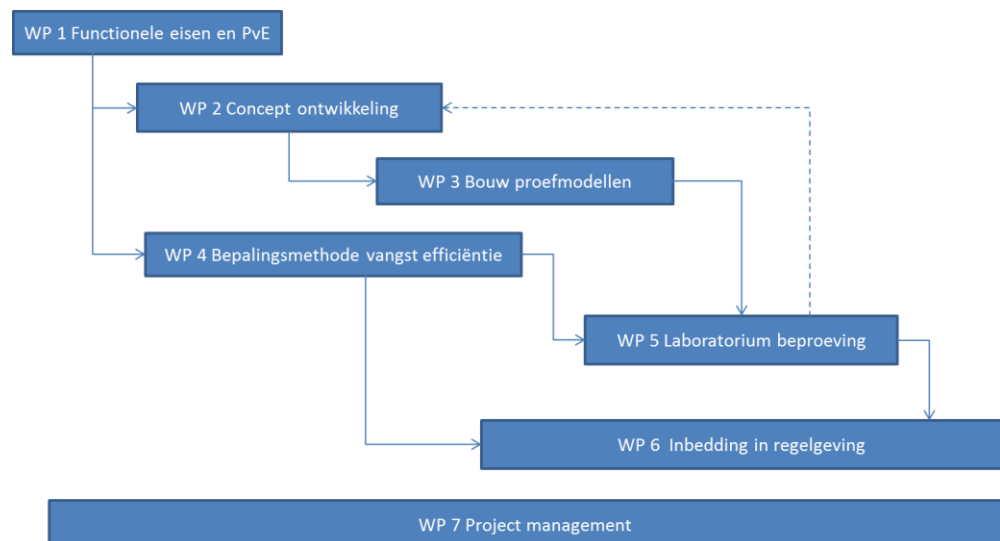 WP 1 Functionele eisen en PvE
WP 2 Concept ontwikkeling
WP 3 Bouw proefmodellen
WP 4 Bepalingsmethode vangst efficiëntie
WP 5 Laboratorium beproeving
WP 6 Inbedding in regelgeving
WP 7 Project management